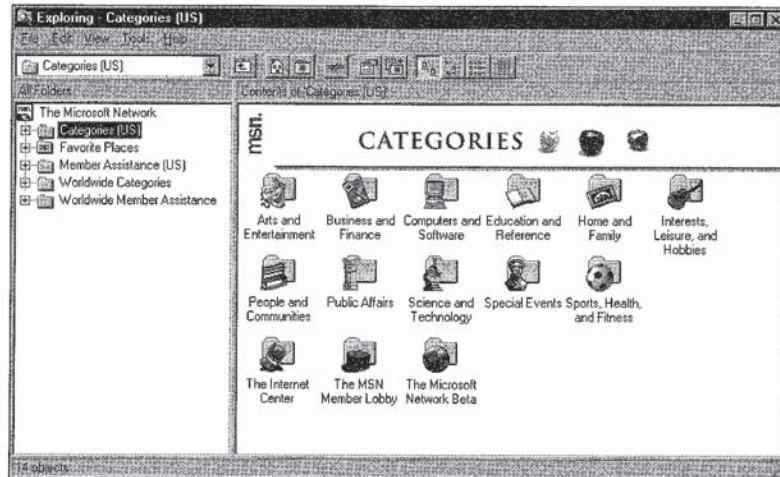 Exploring - Categories (US)
File Edit View Tools Help
Categories (US)
All Folders
Contents of 'Categories (US)'
The Microsoft Network
Categories (US)
Favorite Places
Member Assistance (US)
Worldwide Categories
Worldwide Member Assistance
msn.
CATEGORIES
Arts and Entertainment
Business and Finance
Computers and Software
Education and Reference
Home and Family
Interests, Leisure, and Hobbies
People and Communities
Public Affairs
Science and Technology
Special Events
Sports, Health, and Fitness
The Internet Center
The MSN Member Lobby
The Microsoft Network Beta
14 objects